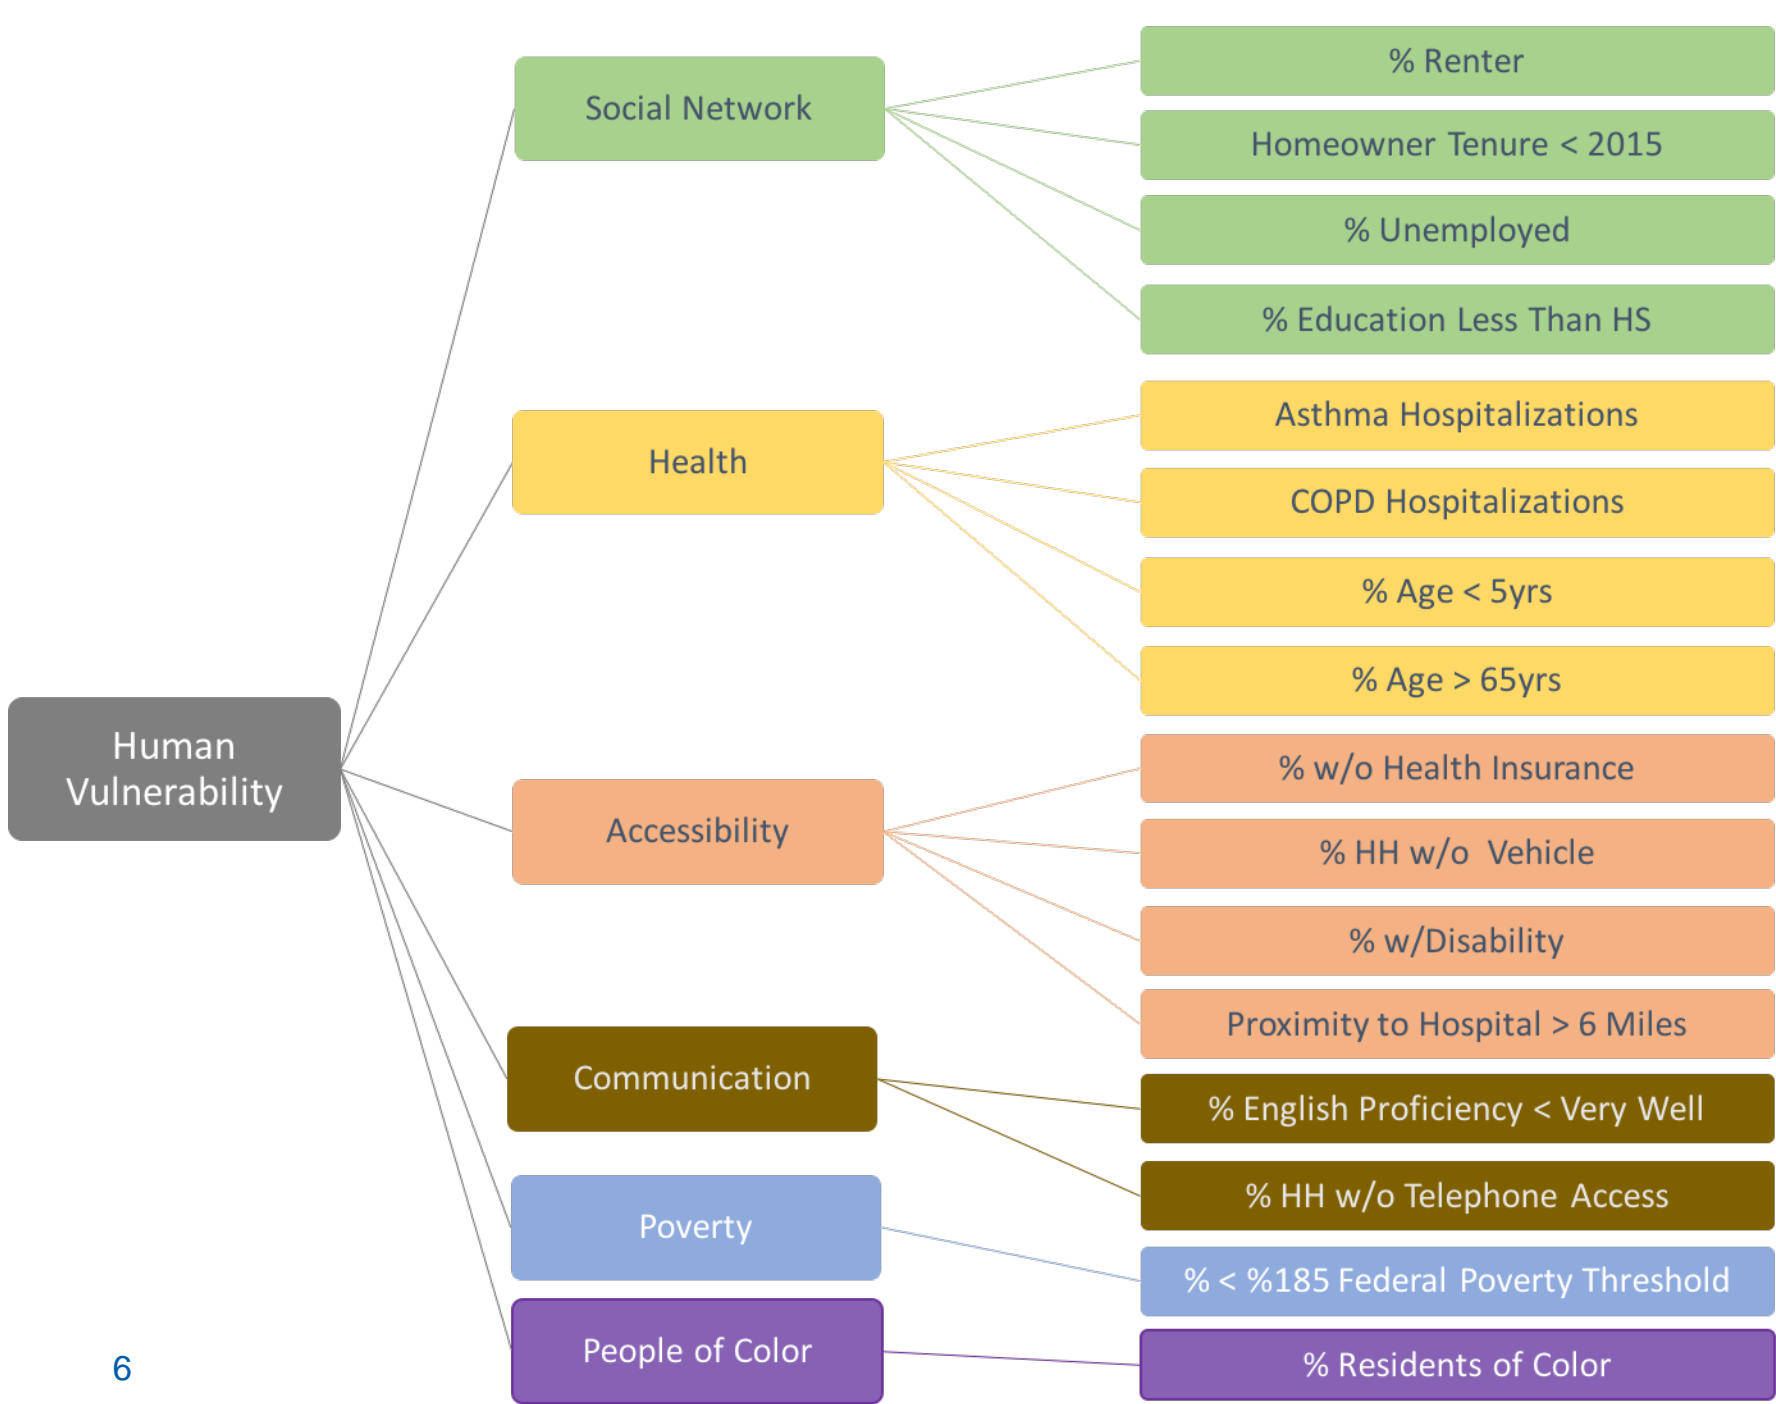 Human
Vulnerability
Social Network
% Renter
Homeowner Tenure < 2015
% Unemployed
% Education Less Than HS
Health
Asthma Hospitalizations
COPD Hospitalizations
% Age < 5yrs
% Age > 65yrs
Accessibility
% w/o Health Insurance
% HH w/o Vehicle
% w/Disability
Proximity to Hospital > 6 Miles
Communication
% English Proficiency < Very Well
% HH w/o Telephone Access
Poverty
% < %185 Federal Poverty Threshold
People of Color
% Residents of Color
6